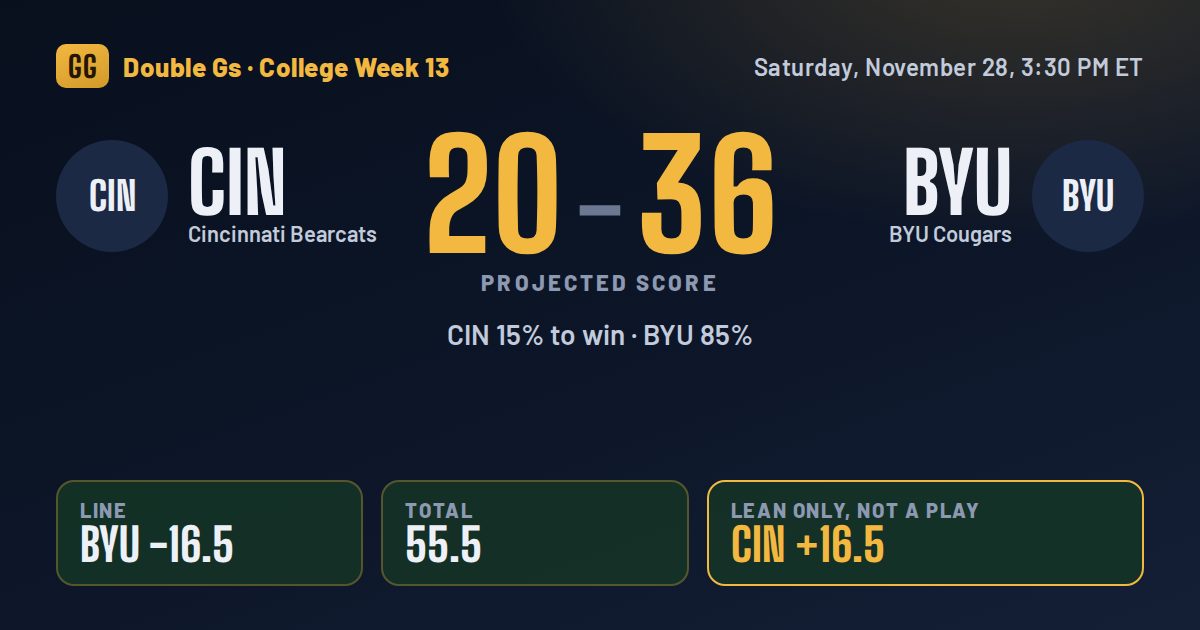 GG Double Gs · College Week 13
Saturday, November 28, 3:30 PM ET
CIN
CIN
Cincinnati Bearcats
20 – 36
PROJECTED SCORE
CIN 15% to win · BYU 85%
BYU
BYU Cougars
BYU
LINE
BYU −16.5
TOTAL
55.5
LEAN ONLY, NOT A PLAY
CIN +16.5